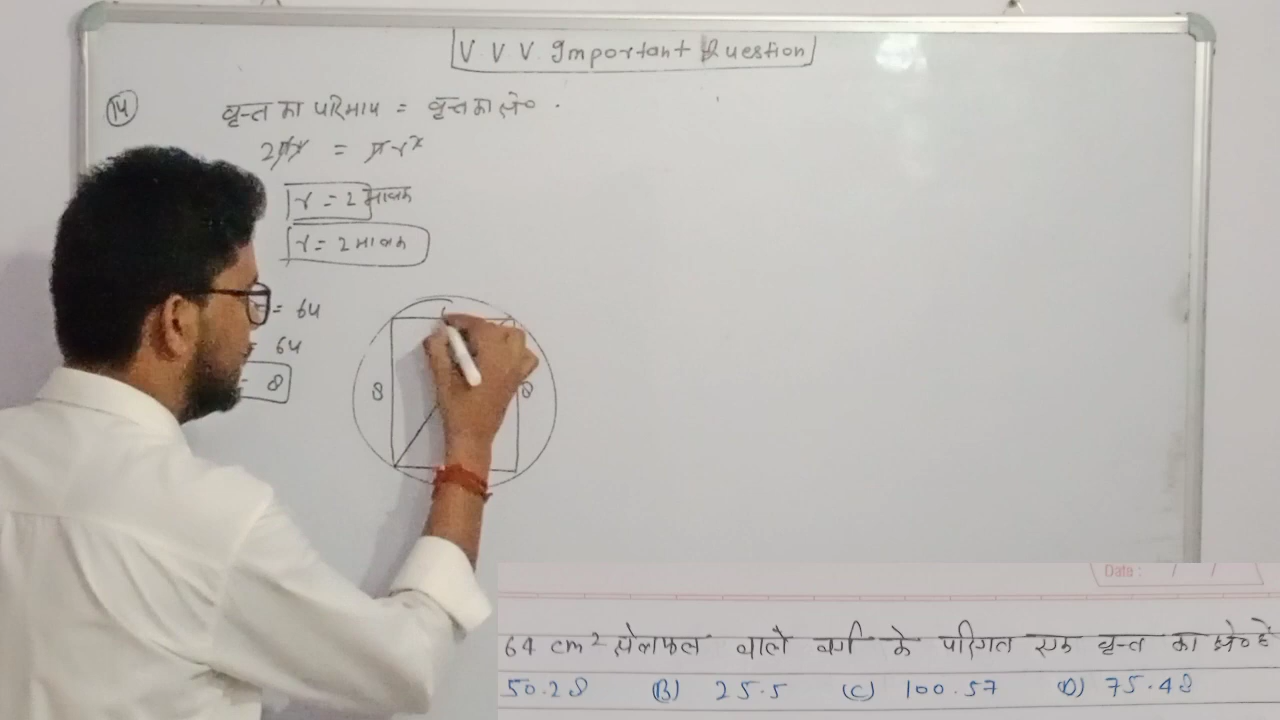 V.V.V. Important Question
14 वृत्त का परिमाप = वृत्त का क्षे० .
2πr = πr²
r = 2 मात्रक
r = 2 मात्रक
= 64
= 64
= 8
8 8
Date : / /
64 cm² क्षेत्रफल वाले वर्ग के परिगत एक वृत्त का क्षे० है
50.28 (B) 25.5 (C) 100.57 (D) 75.48